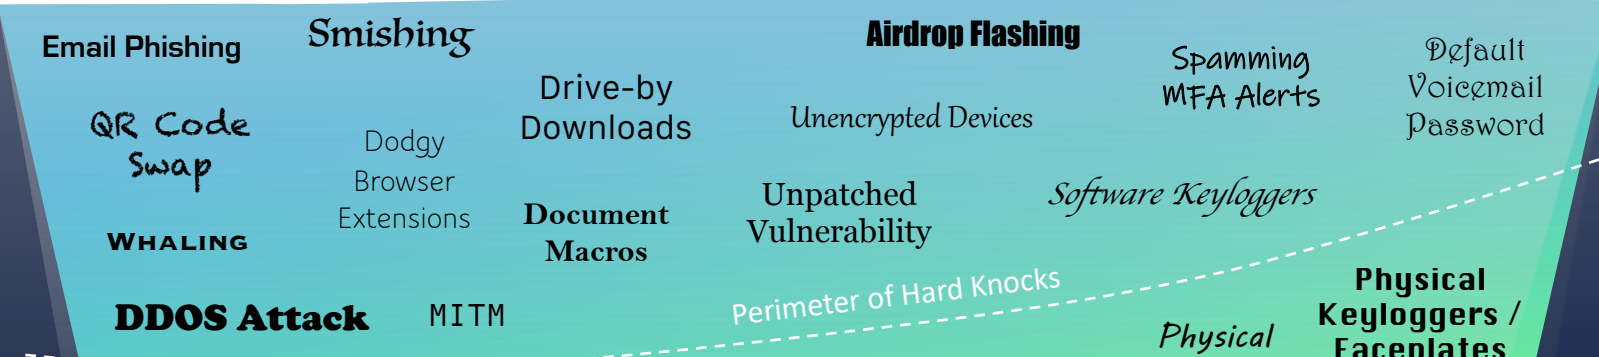 Email Phishing
Smishing
Airdrop Flashing
Spamming
MFA Alerts
Default
Voicemail
Password
QR Code
Swap
Dodgy
Browser
Extensions
Drive-by
Downloads
Unencrypted Devices
Whaling
Document
Macros
Unpatched
Vulnerability
Software Keyloggers
DDOS Attack
MITM
Perimeter of Hard Knocks
Physical
Physical
Keyloggers /
Faceplates